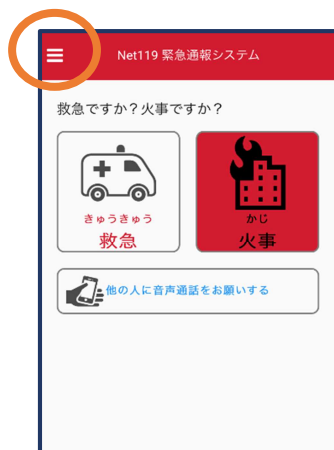 Net119 緊急通報システム
救急ですか？火事ですか？
きゅうきゅう
救急
かじ
火事
他の人に音声通話をお願いする